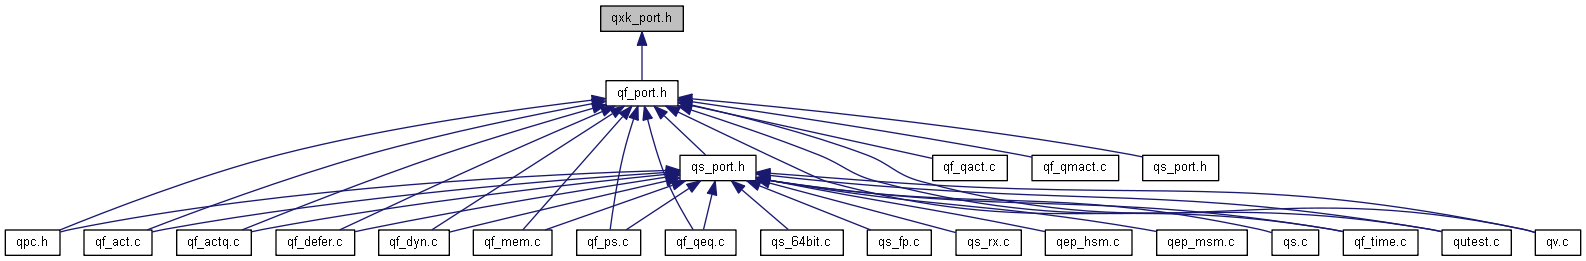 qxk_port.h
qf_port.h
qs_port.h
qf_qact.c
qf_qmact.c
qs_port.h
qpc.h
qf_act.c
qf_actq.c
qf_defer.c
qf_dyn.c
qf_mem.c
qf_ps.c
qf_qeq.c
qs_64bit.c
qs_fp.c
qs_rx.c
qep_hsm.c
qep_msm.c
qs.c
qf_time.c
qutest.c
qv.c